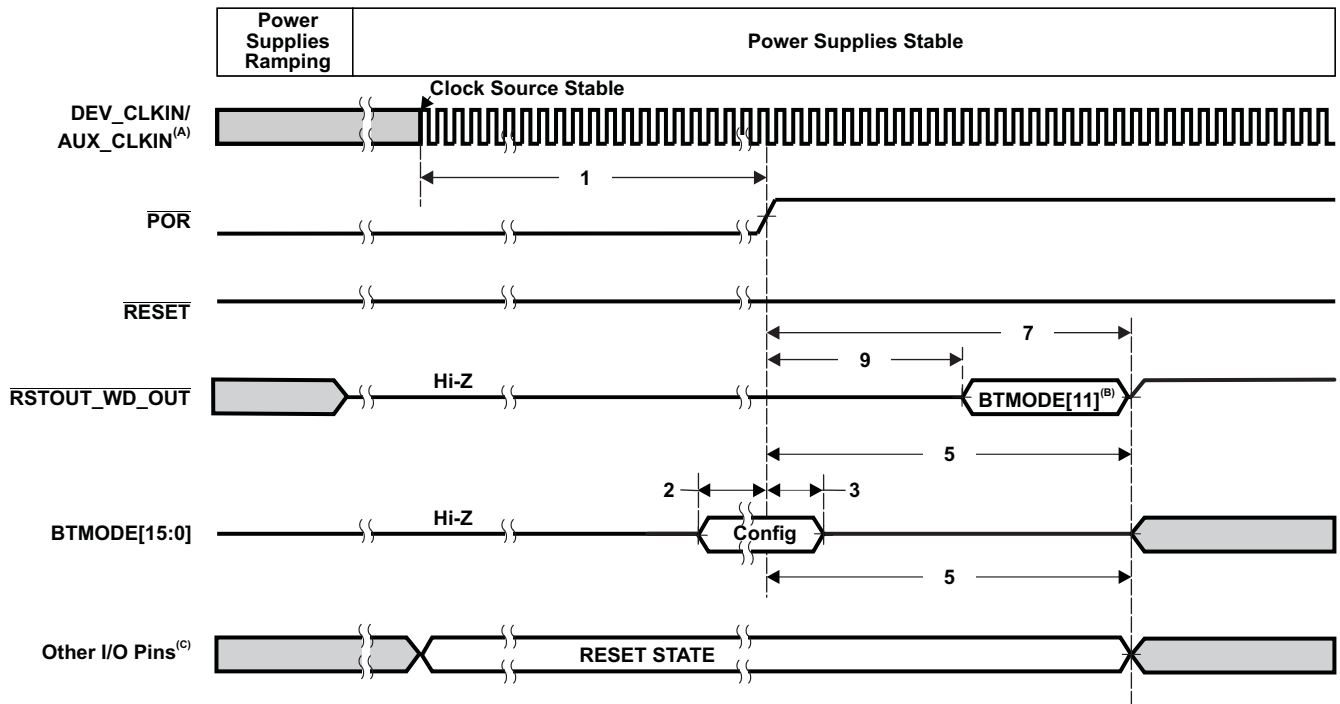 Power
Supplies
Ramping
Power Supplies Stable
Clock Source Stable
DEV_CLKIN/
AUX_CLKIN(A)
1
POR
RESET
7
9
RSTOUT_WD_OUT
Hi-Z
BTMODE[11](B)
5
2
3
BTMODE[15:0]
Hi-Z
Config
5
Other I/O Pins(C)
RESET STATE